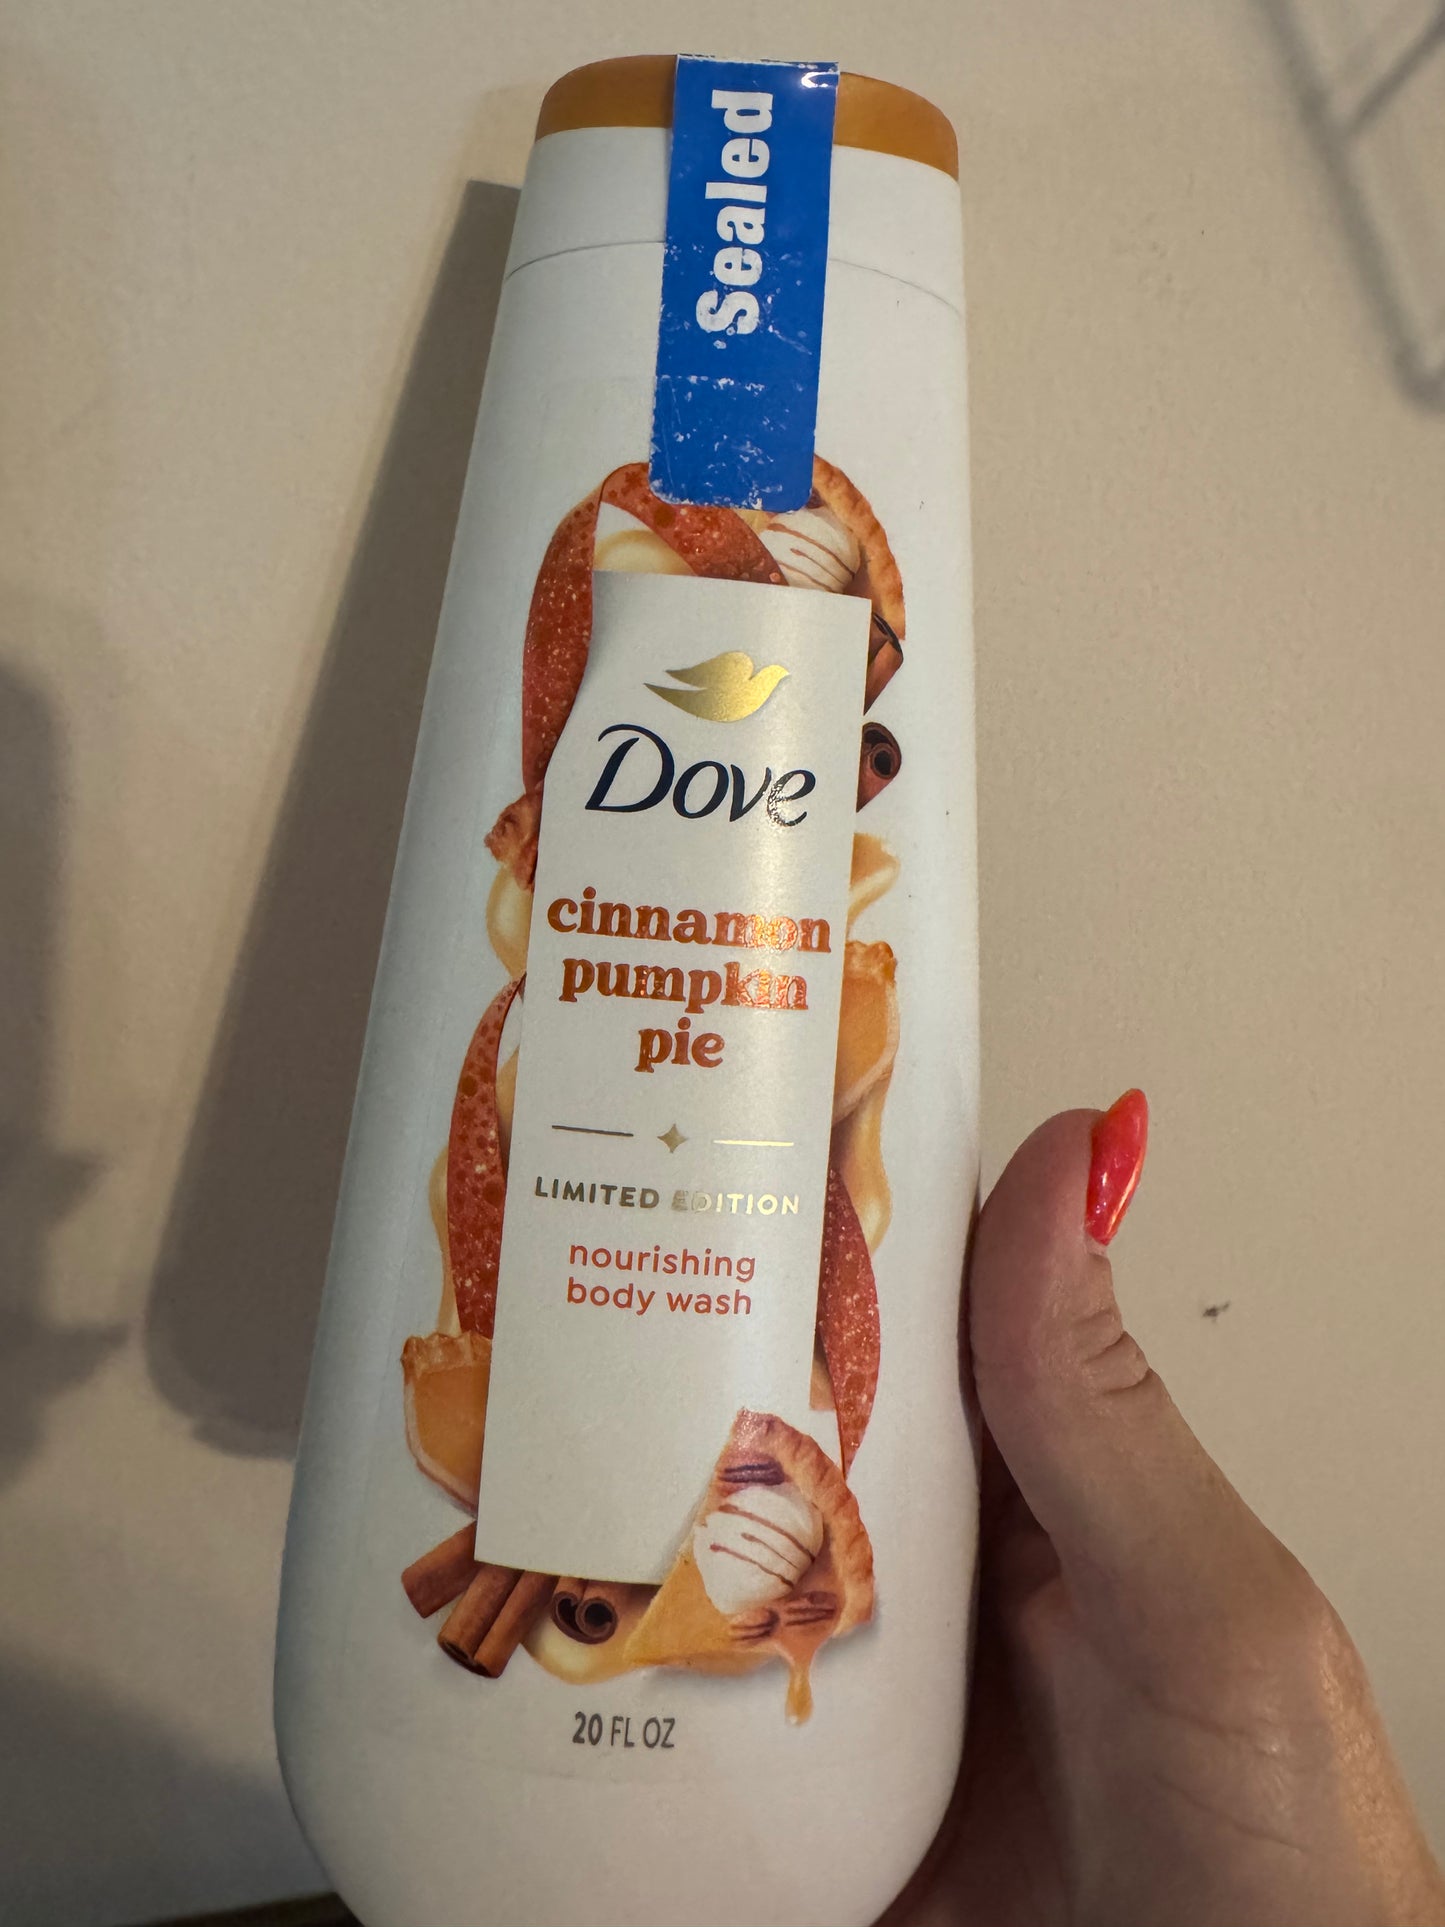 Sealed
Dove
cinnamon
pumpkin
pie
LIMITED EDITION
nourishing
body wash
20 FL OZ